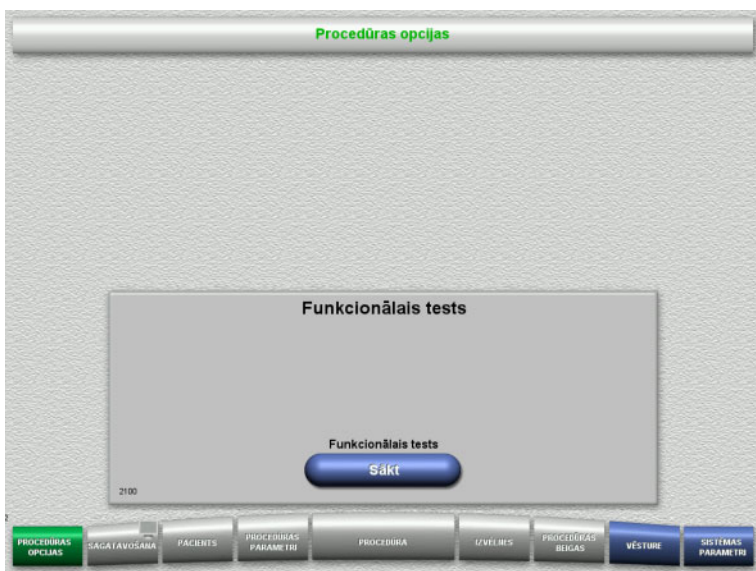 Procedūras opcijas
Funkcionālais tests
Funkcionālais tests
Sākt
2100
PROCEDŪRAS
OPCIJAS
SAGATAVOŠANA
PACIENTS
PROCEDŪRAS
PARAMETRI
PROCEDŪRA
IZVĒLNES
PROCEDŪRAS
BEIGAS
VĒSTURE
SISTĒMAS
PARAMETRI